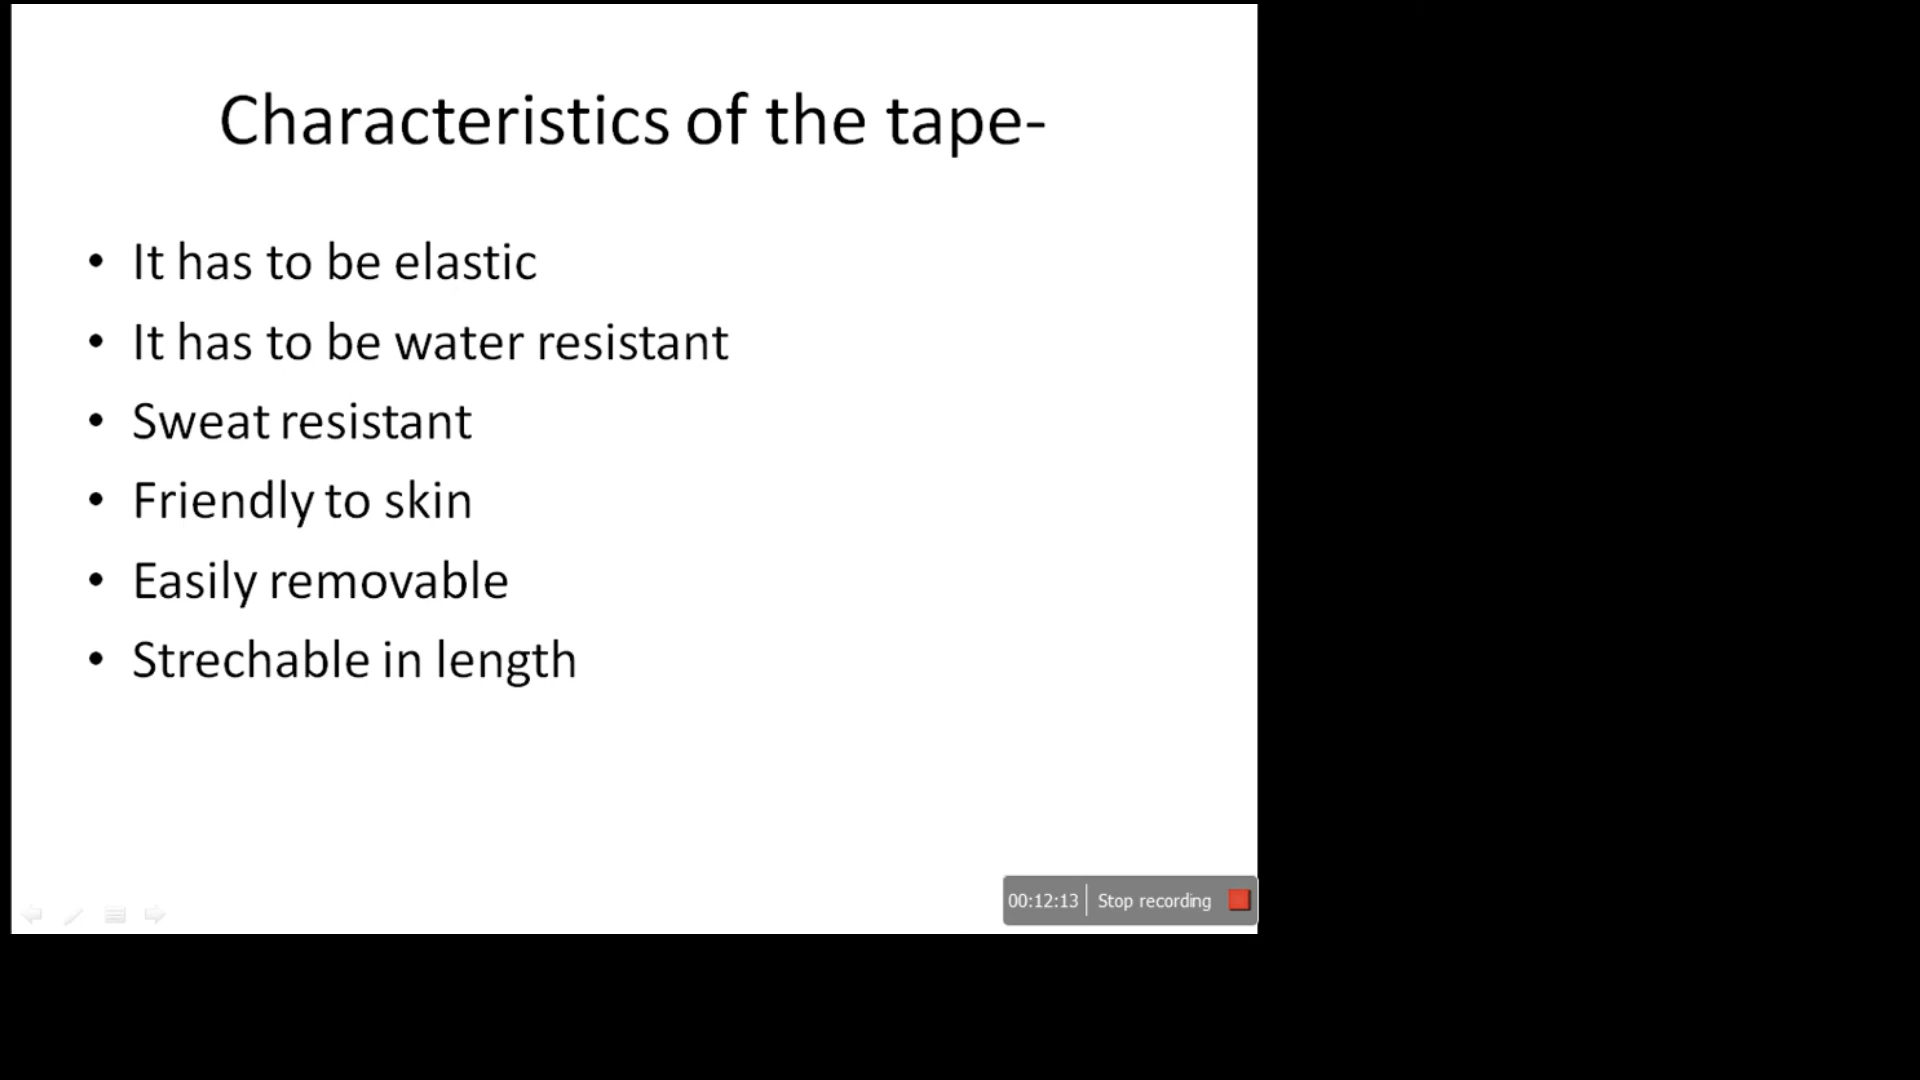 Characteristics of the tape-
• It has to be elastic
• It has to be water resistant
• Sweat resistant
• Friendly to skin
• Easily removable
• Strechable in length
00:12:13 Stop recording